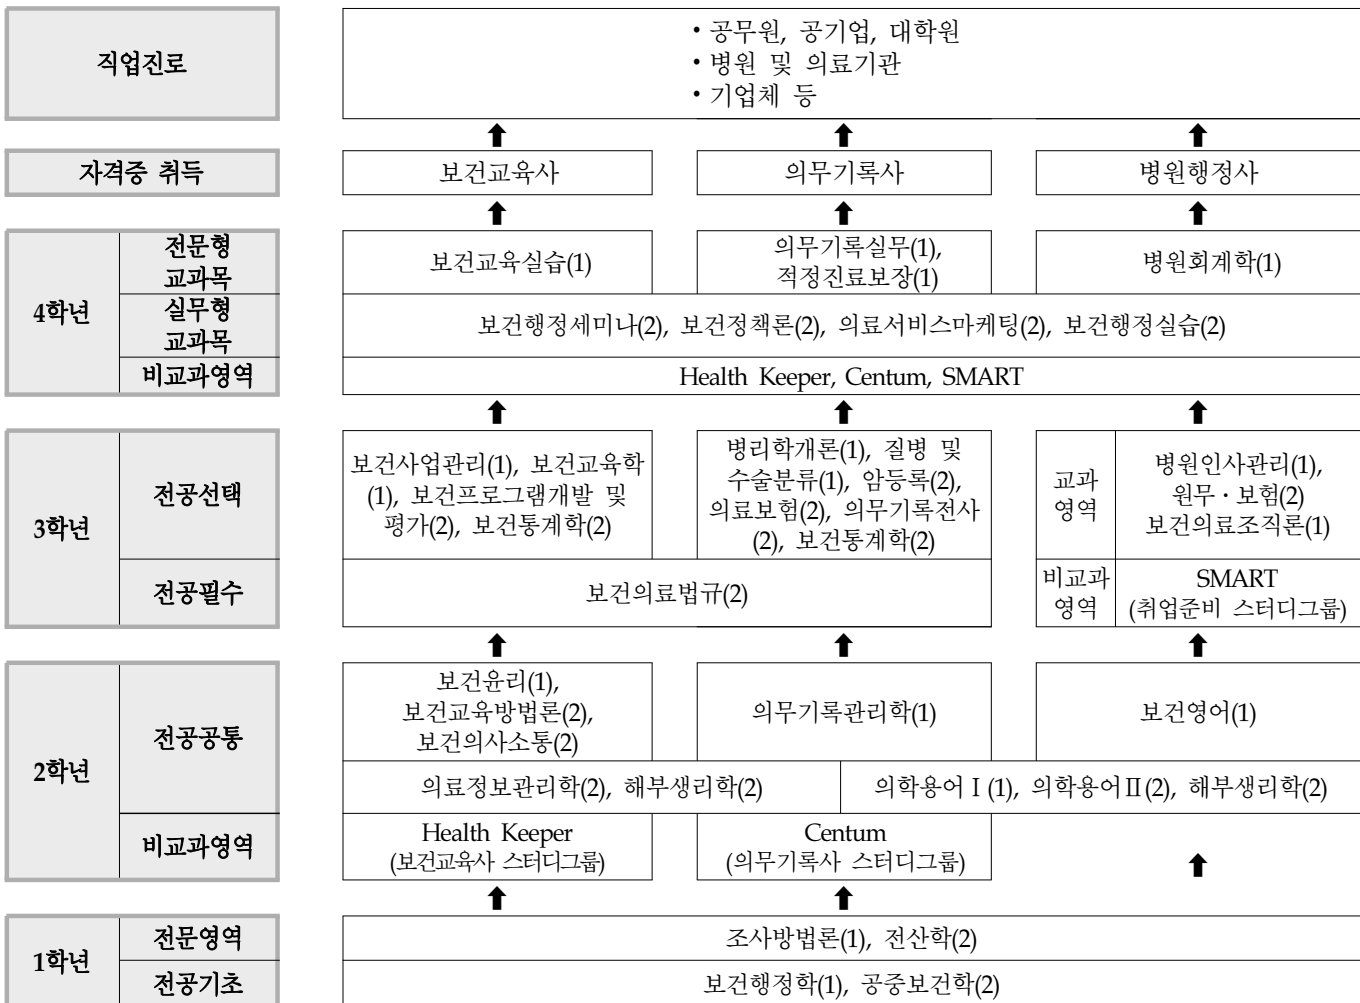 직업진로
• 공무원, 공기업, 대학원
• 병원 및 의료기관
• 기업체 등
자격증 취득
보건교육사
의무기록사
병원행정사
4학년
전문형
교과목
보건교육실습(1)
의무기록실무(1),
적정진료보장(1)
병원회계학(1)
실무형
교과목
보건행정세미나(2), 보건정책론(2), 의료서비스마케팅(2), 보건행정실습(2)
비교과영역
Health Keeper, Centum, SMART
3학년
전공선택
보건사업관리(1), 보건교육학
(1), 보건프로그램개발 및
평가(2), 보건통계학(2)
병리학개론(1), 질병 및
수술분류(1), 암등록(2),
의료보험(2), 의무기록전사
(2), 보건통계학(2)
교과
영역
병원인사관리(1),
원무·보험(2)
보건의료조직론(1)
전공필수
보건의료법규(2)
비교과
영역
SMART
(취업준비 스터디그룹)
2학년
전공공통
보건윤리(1),
보건교육방법론(2),
보건의사소통(2)
의무기록관리학(1)
보건영어(1)
의료정보관리학(2), 해부생리학(2)
의학용어Ⅰ(1), 의학용어Ⅱ(2), 해부생리학(2)
비교과영역
Health Keeper
(보건교육사 스터디그룹)
Centum
(의무기록사 스터디그룹)
1학년
전문영역
조사방법론(1), 전산학(2)
전공기초
보건행정학(1), 공중보건학(2)